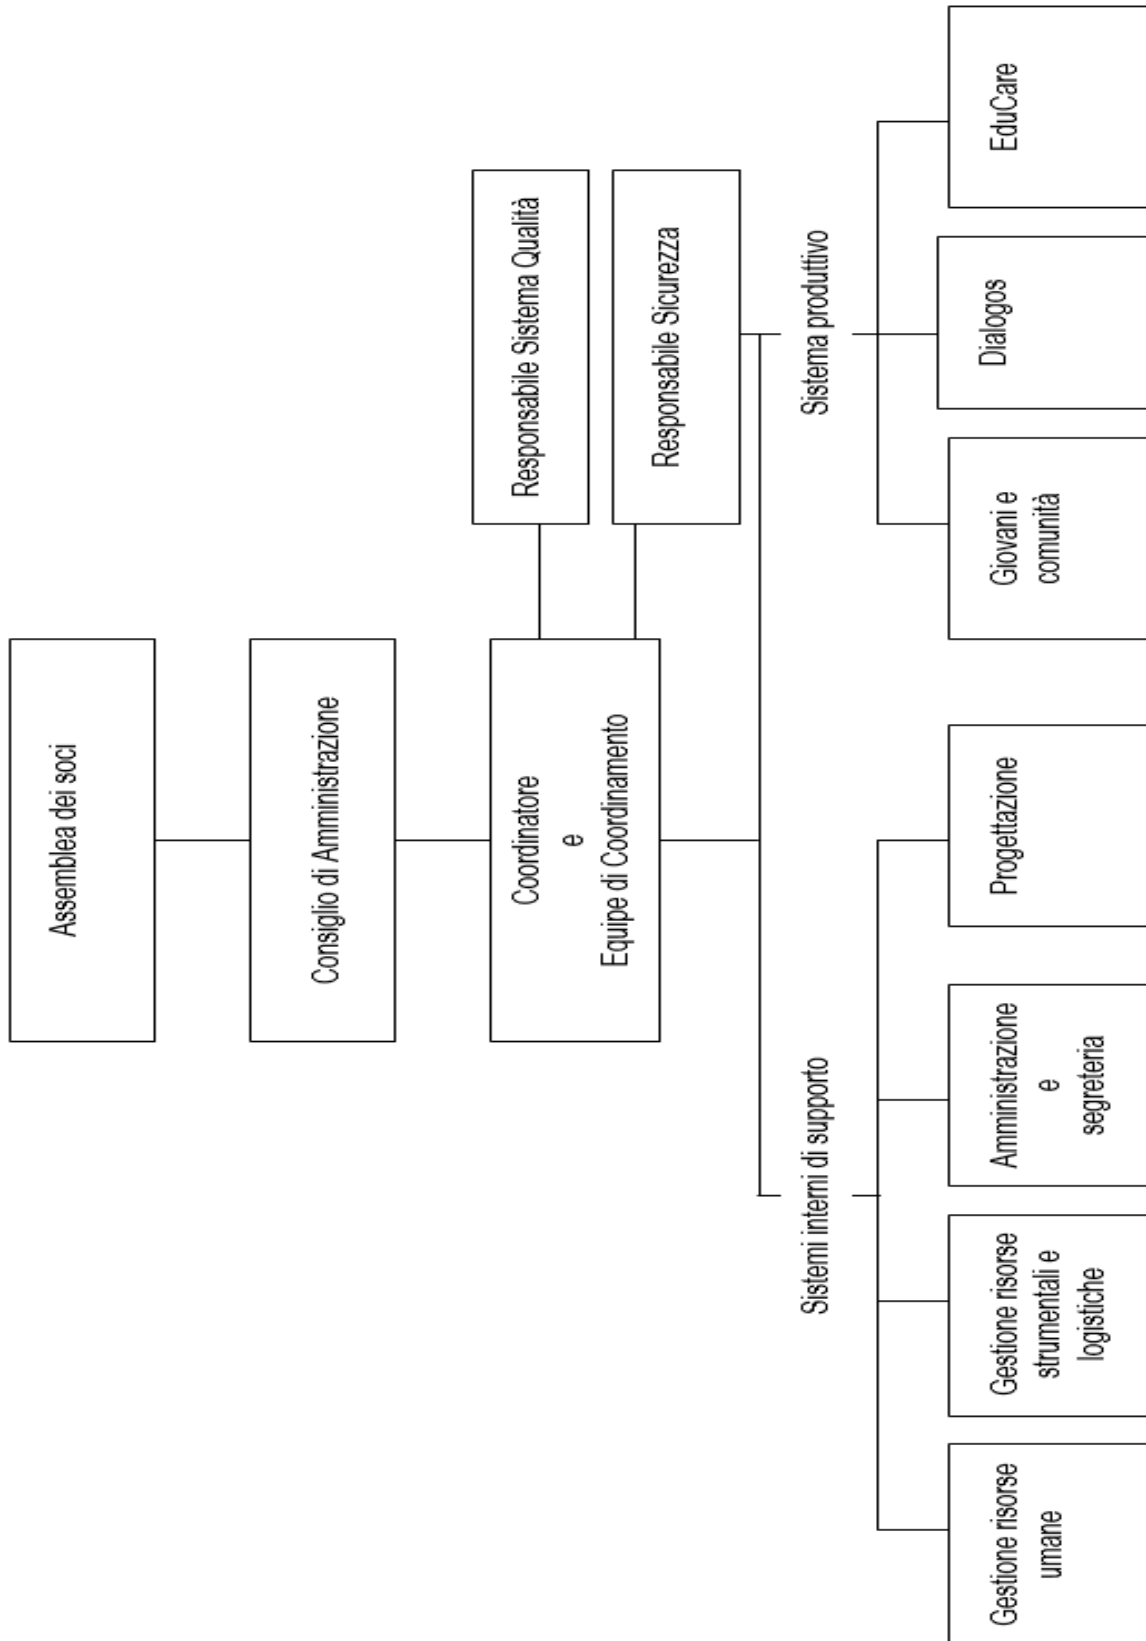 Assemblea dei soci
Consiglio di Amministrazione
Coordinatore
e
Equipe di Coordinamento
Responsabile Sistema Qualità
Responsabile Sicurezza
Sistemi interni di supporto
Sistema produttivo
Gestione risorse
umane
Gestione risorse
strumentali e
logistiche
Amministrazione
e
segreteria
Progettazione
Giovani e
comunità
Dialogos
EduCare